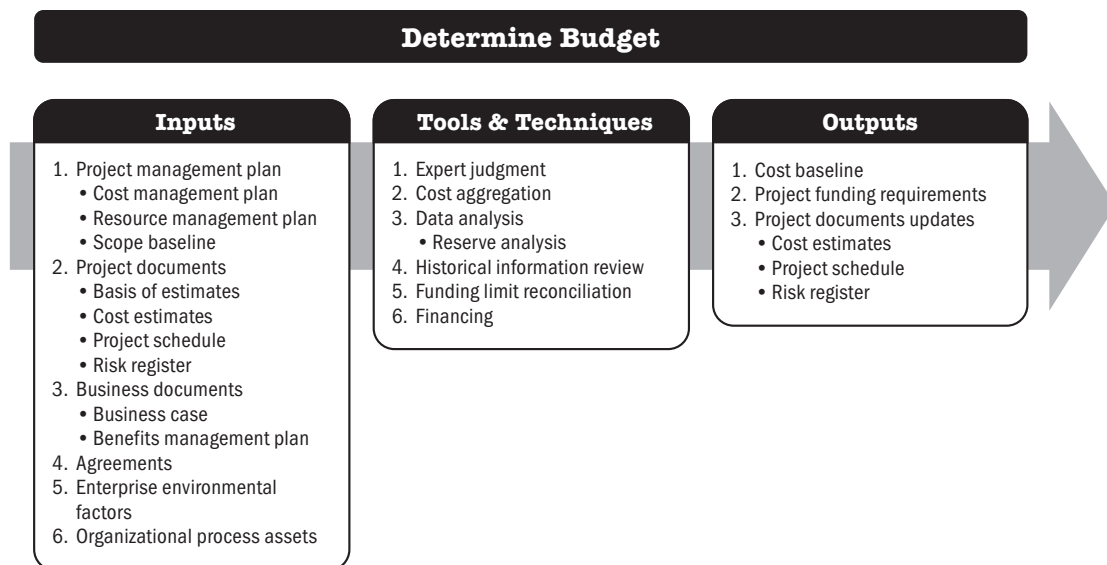 Determine Budget
Inputs
1. Project management plan
• Cost management plan
• Resource management plan
• Scope baseline
2. Project documents
• Basis of estimates
• Cost estimates
• Project schedule
• Risk register
3. Business documents
• Business case
• Benefits management plan
4. Agreements
5. Enterprise environmental
factors
6. Organizational process assets
Tools & Techniques
1. Expert judgment
2. Cost aggregation
3. Data analysis
• Reserve analysis
4. Historical information review
5. Funding limit reconciliation
6. Financing
Outputs
1. Cost baseline
2. Project funding requirements
3. Project documents updates
• Cost estimates
• Project schedule
• Risk register